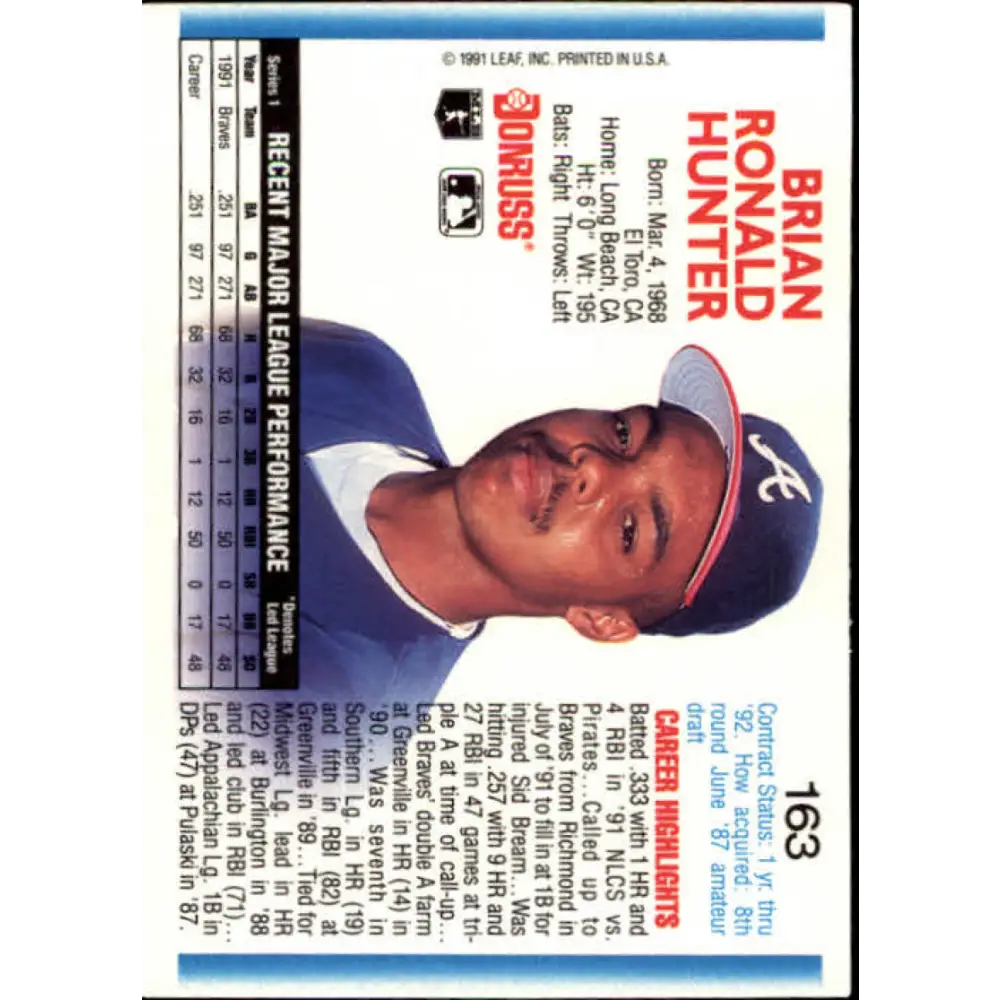 BRIAN
RONALD
HUNTER
Born: Mar. 4, 1968
El Toro, CA
Home: Long Beach, CA
Ht: 6'0" Wt: 195
Bats: Right Throws: Left
DONRUSS®
© 1991 LEAF, INC. PRINTED IN U.S.A.
163
Contract Status: 1 yr. thru
'92. How acquired: 8th
round June '87 amateur
draft
CAREER HIGHLIGHTS
Batted .333 with 1 HR and
4 RBI in '91 NLCS vs.
Pirates...Called up to
Braves from Richmond in
July of '91 to fill in at 1B for
injured Sid Bream...Was
hitting .257 with 9 HR and
27 RBI in 47 games at tri-
ple A at time of call-up...
Led Braves' double A farm
at Greenville in HR (14) in
'90...Was seventh in
Southern Lg. in HR (19)
and fifth in RBI (82) at
Greenville in '89...Tied for
Midwest Lg. lead in HR
(22) at Burlington in '88
and led club in RBI (71)...
Led Appalachian Lg. 1B in
DPs (47) at Pulaski in '87.
A
Series 1 RECENT MAJOR LEAGUE PERFORMANCE *Denotes
Led League
Year Team BA G AB H R 2B 3B HR RBI SB BB SO
1991 Braves .251 97 271 68 32 16 1 12 50 0 17 48
Career .251 97 271 68 32 16 1 12 50 0 17 48